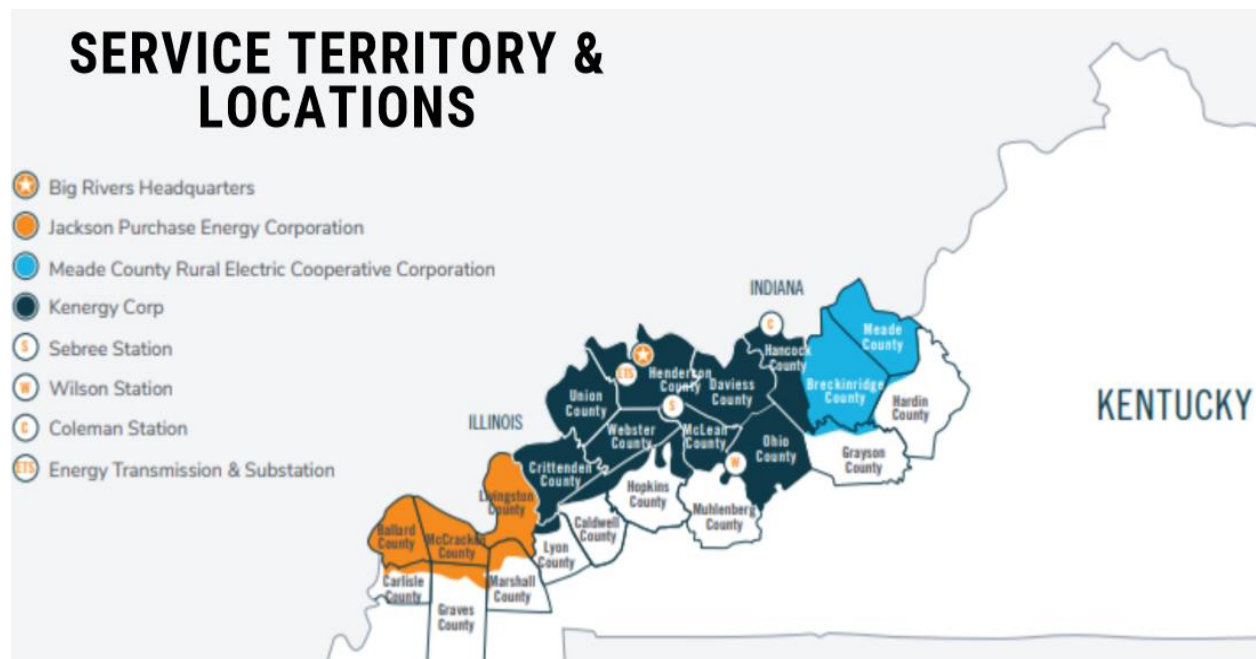 SERVICE TERRITORY &
LOCATIONS
Big Rivers Headquarters
Jackson Purchase Energy Corporation
Meade County Rural Electric Cooperative Corporation
Kenergy Corp
S Sebree Station
W Wilson Station
C Coleman Station
ETS Energy Transmission & Substation
INDIANA
C
Meade
County
Hancock
County
Breckinridge
County
Hardin
County
KENTUCKY
ETS
Henderson
County
Daviess
County
Union
County
S
ILLINOIS
Webster
County
McLean
County
Ohio
County
Grayson
County
W
Crittenden
County
Hopkins
County
Muhlenberg
County
Livingston
County
Caldwell
County
Lyon
County
Ballard
County
McCracken
County
Carlisle
County
Marshall
County
Graves
County